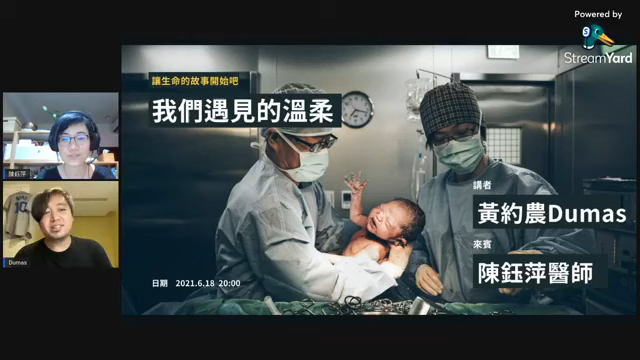 Powered by
StreamYard
讓生命的故事開始吧
我們遇見的溫柔
講者
黃約農Dumas
來賓
陳鈺萍醫師
日期 2021.6.18 20:00
陳鈺萍
Dumas